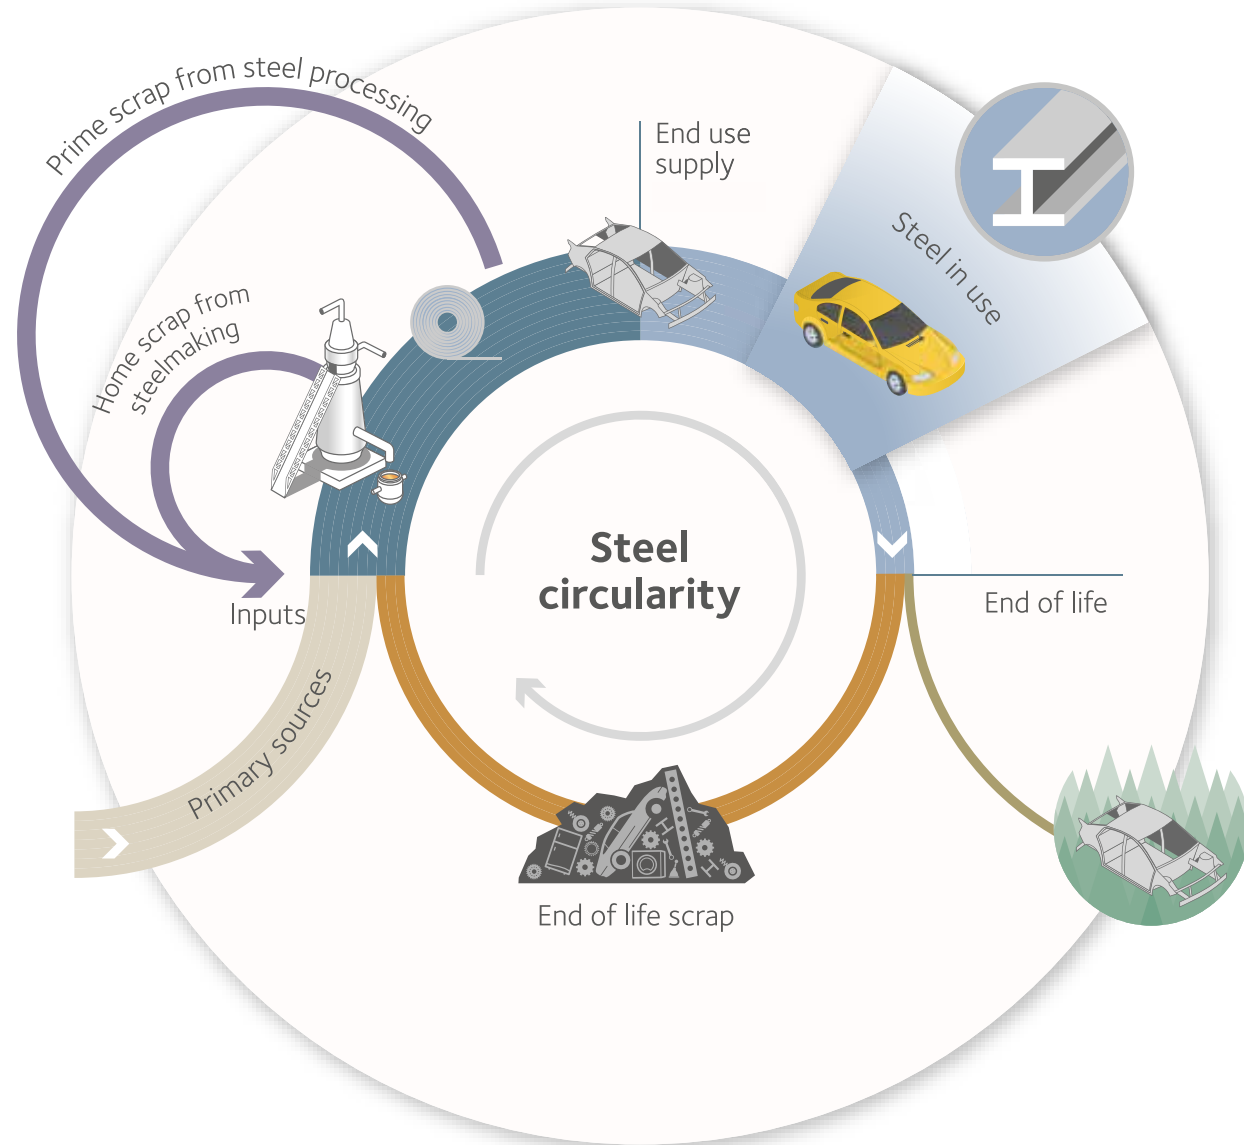 Prime scrap from steel processing
End use
supply
Steel in use
Home scrap from
steelmaking
Steel
circularity
Inputs
End of life
Primary sources
End of life scrap